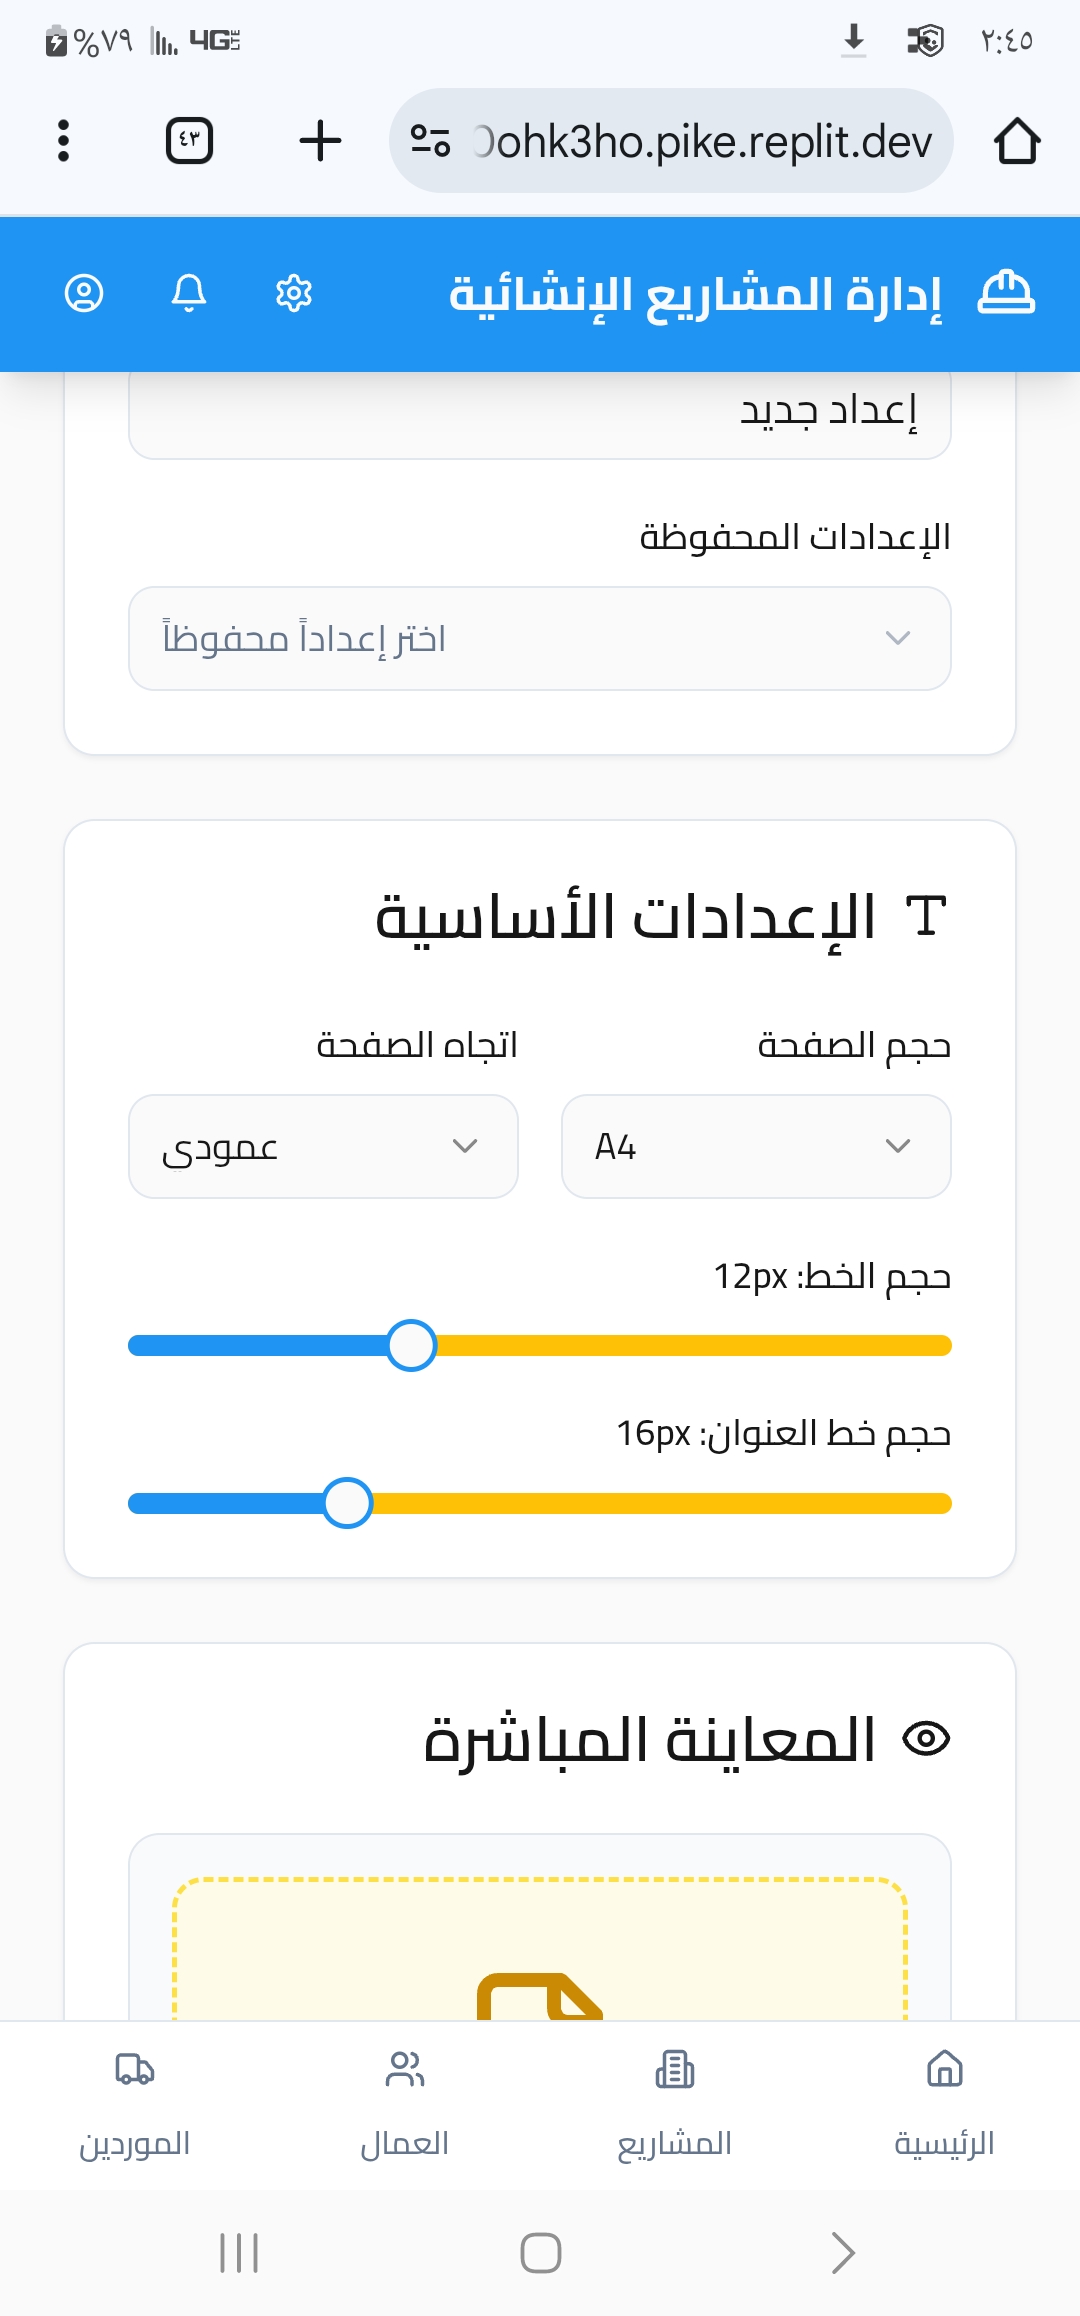 ٢:٤٥
4G LTE
%٧٩
ohk3ho.pike.replit.dev
٤٣
إدارة المشاريع الإنشائية
إعداد جديد
الإعدادات المحفوظة
اختر إعداداً محفوظاً
الإعدادات الأساسية
حجم الصفحة
اتجاه الصفحة
A4
عمودي
حجم الخط: 12px
حجم خط العنوان: 16px
المعاينة المباشرة
الرئيسية
المشاريع
العمال
الموردين